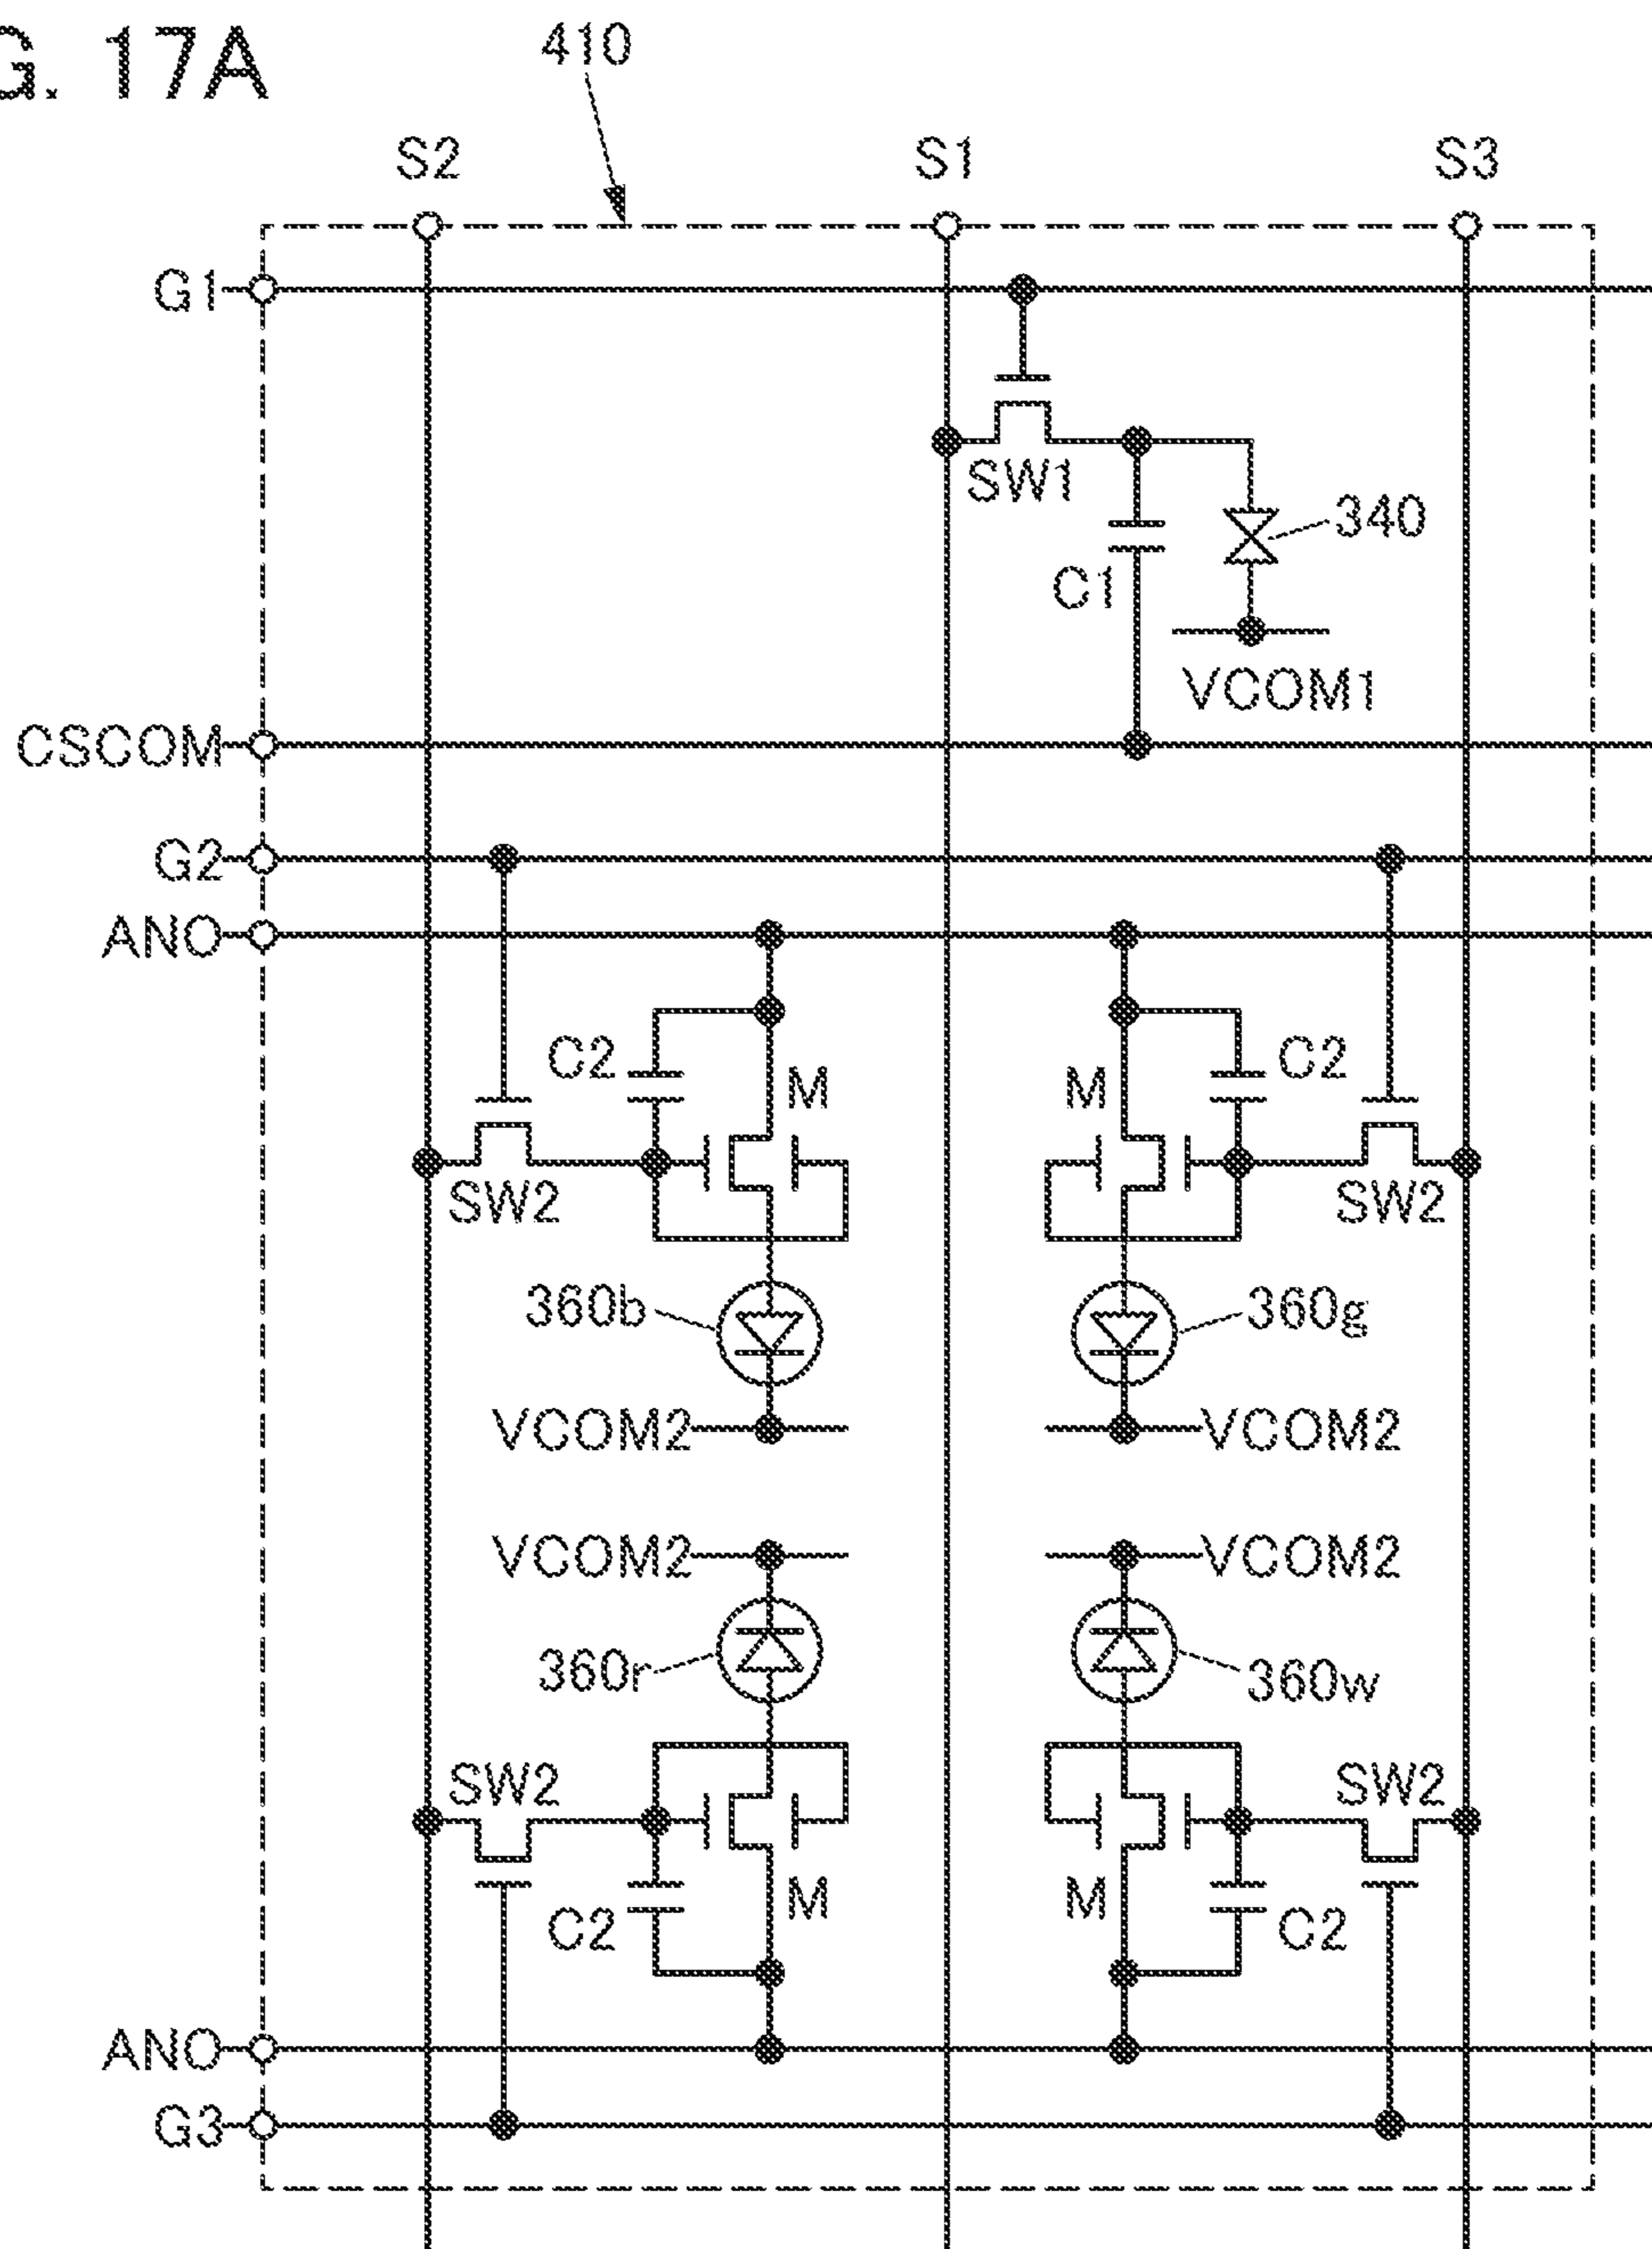 G. 17A
410
S2 S1 S3
G1
SW1
340
C1
VCOM1
CSCOM
G2
ANO
C2 M M C2
SW2 SW2
360b 360g
VCOM2 VCOM2
VCOM2 VCOM2
360r 360w
SW2 SW2
C2 M M C2
ANO
G3